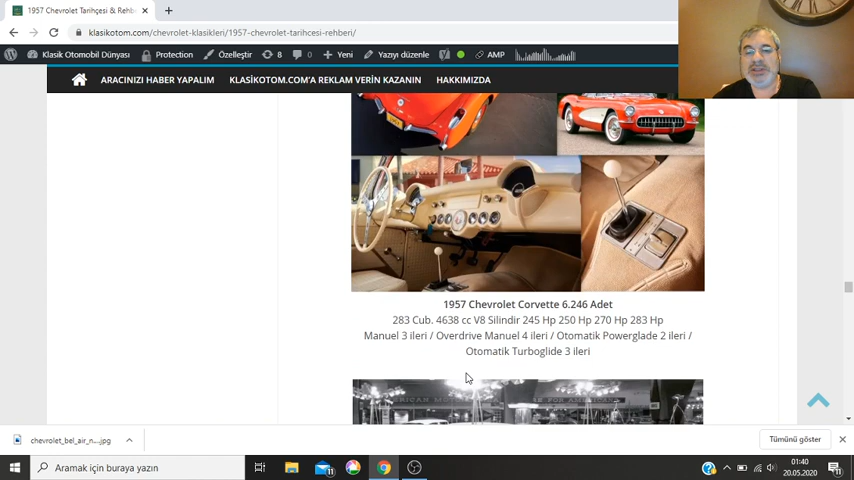 1957 Chevrolet Tarihçesi & Rehb
klasikotom.com/chevrolet-klasikleri/1957-chevrolet-tarihcesi-rehberi/
Klasik Otomobil Dünyası Protection Özelleştir 8 0 Yeni Yazıyı düzenle AMP
ARACINIZI HABER YAPALIM KLASİKOTOM.COM'A REKLAM VERİN KAZANIN HAKKIMIZDA
1957 Chevrolet Corvette 6.246 Adet
283 Cub. 4638 cc V8 Silindir 245 Hp 250 Hp 270 Hp 283 Hp
Manuel 3 ileri / Overdrive Manuel 4 ileri / Otomatik Powerglade 2 ileri /
Otomatik Turboglide 3 ileri
chevrolet_bel_air_n....jpg
Tümünü göster
Aramak için buraya yazın
11
01:40
20.05.2020
11